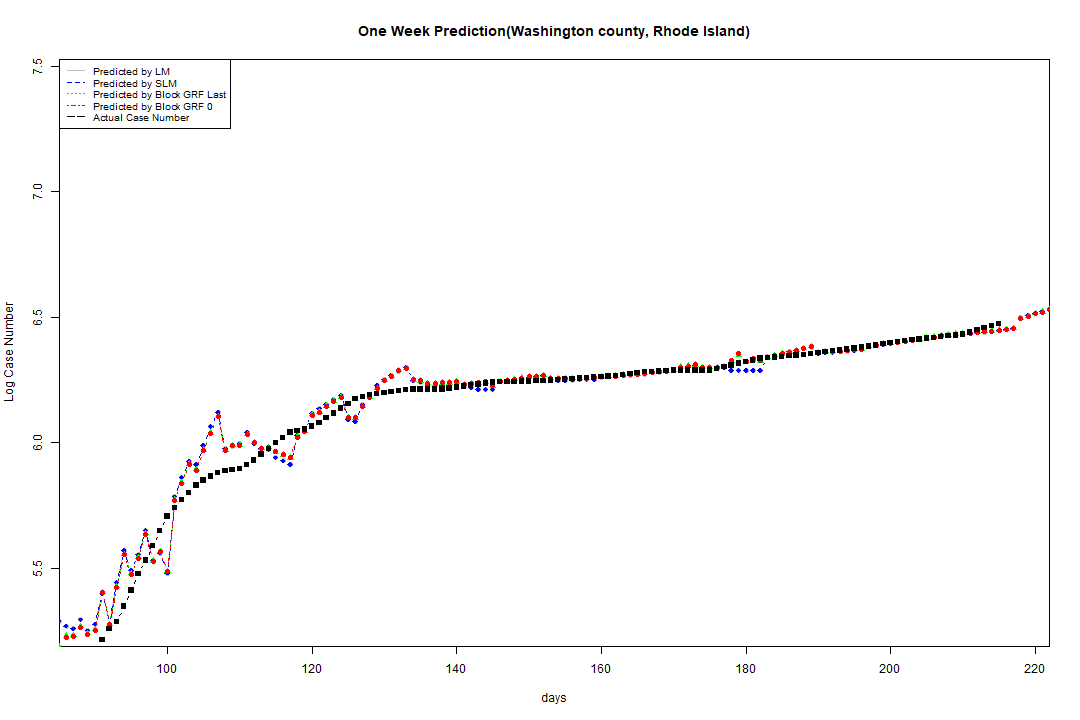 One Week Prediction(Washington county, Rhode Island)
7.5
Predicted by LM
Predicted by SLM
Predicted by Block GRF Last
Predicted by Block GRF 0
Actual Case Number
7.0
6.5
6.0
5.5
Log Case Number
100 120 140 160 180 200 220
days